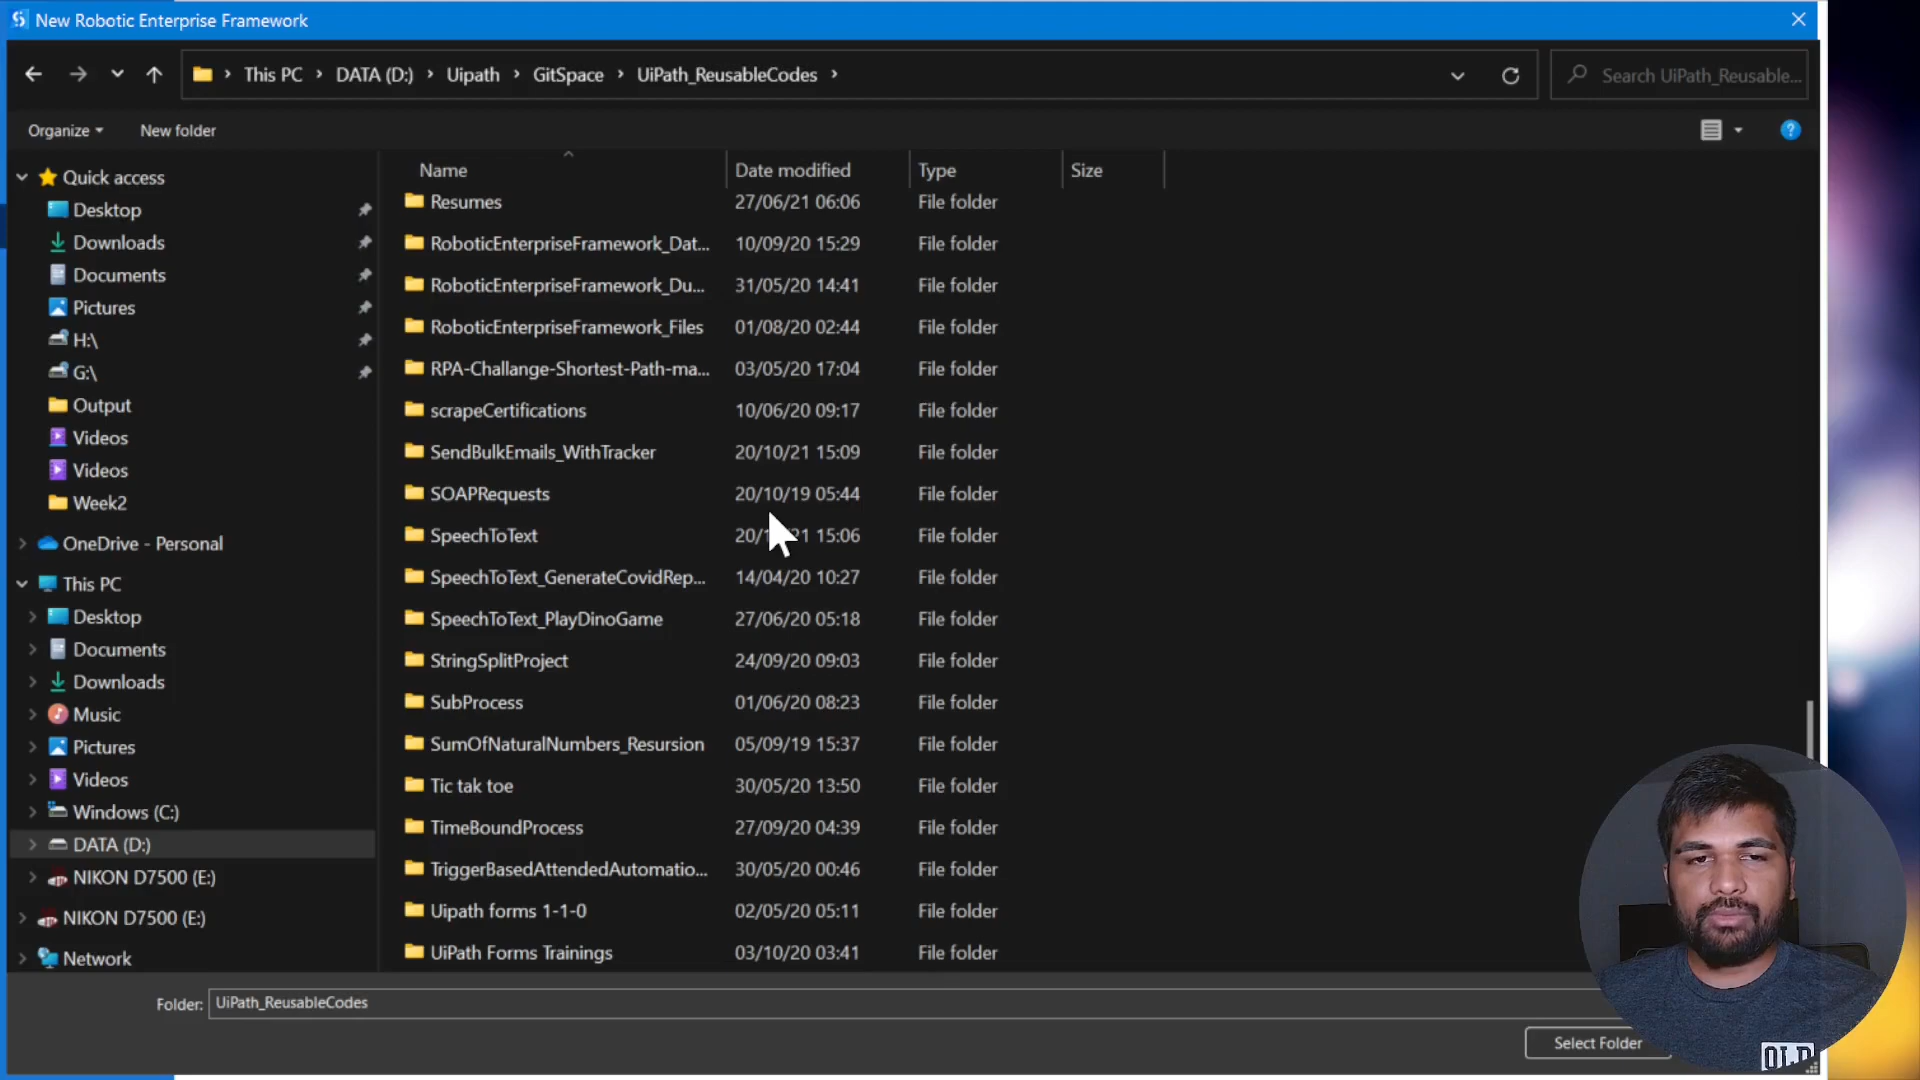 New Robotic Enterprise Framework
This PC > DATA (D:) > Uipath > GitSpace > UiPath_ReusableCodes >
Search UiPath_Reusable...
Organize
New folder
Name
Date modified
Type
Size
Quick access
Desktop
Downloads
Documents
Pictures
H:\
G:\
Output
Videos
Videos
Week2
OneDrive - Personal
This PC
Desktop
Documents
Downloads
Music
Pictures
Videos
Windows (C:)
DATA (D:)
NIKON D7500 (E:)
NIKON D7500 (E:)
Network
Resumes 27/06/21 06:06 File folder
RoboticEnterpriseFramework_Dat... 10/09/20 15:29 File folder
RoboticEnterpriseFramework_Du... 31/05/20 14:41 File folder
RoboticEnterpriseFramework_Files 01/08/20 02:44 File folder
RPA-Challange-Shortest-Path-ma... 03/05/20 17:04 File folder
scrapeCertifications 10/06/20 09:17 File folder
SendBulkEmails_WithTracker 20/10/21 15:09 File folder
SOAPRequests 20/10/19 05:44 File folder
SpeechToText 15:06 File folder
SpeechToText_GenerateCovidRep... 14/04/20 10:27 File folder
SpeechToText_PlayDinoGame 27/06/20 05:18 File folder
StringSplitProject 24/09/20 09:03 File folder
SubProcess 01/06/20 08:23 File folder
SumOfNaturalNumbers_Resursion 05/09/19 15:37 File folder
Tic tak toe 30/05/20 13:50 File folder
TimeBoundProcess 27/09/20 04:39 File folder
TriggerBasedAttendedAutomatio... 30/05/20 00:46 File folder
Uipath forms 1-1-0 02/05/20 05:11 File folder
UiPath Forms Trainings 03/10/20 03:41 File folder
Folder: UiPath_ReusableCodes
Select Folder
OLD